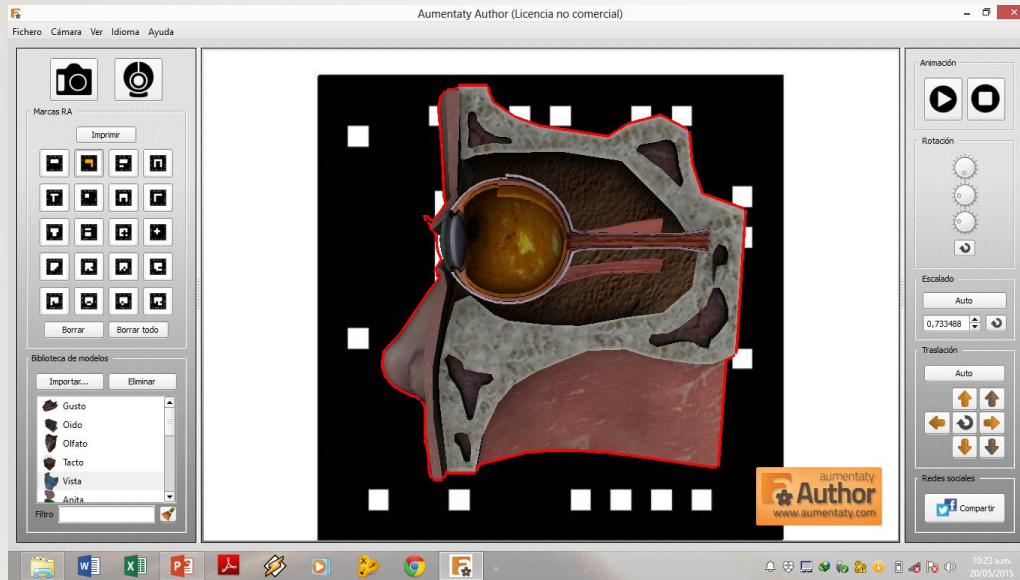 Aumentaty Author (Licencia no comercial)
Fichero Cámara Ver Idioma Ayuda
Marcas RA
Imprimir
Borrar Borrar todo
Biblioteca de modelos
Importar... Eliminar
Gusto
Oido
Olfato
Tacto
Vista
Anita
Filtro
Animación
Rotación
Escalado
Auto
0,733488
Traslación
Auto
Redes sociales
Compartir
aumentaty
Author
www.aumentaty.com
10:23 a.m.
20/05/2015